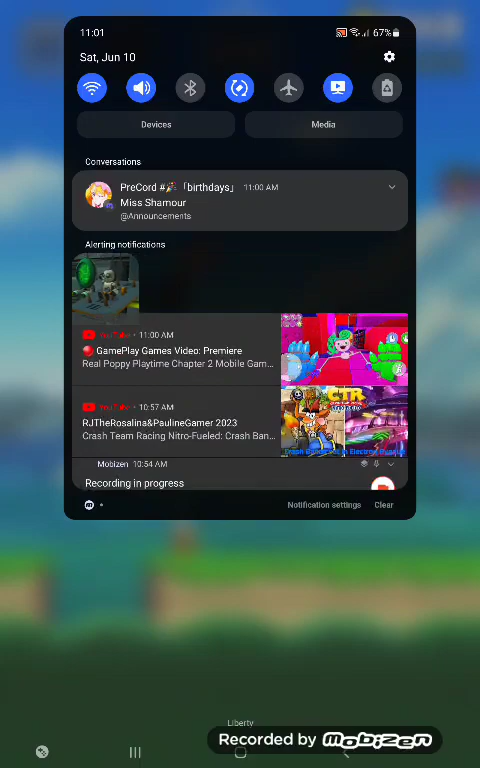 11:01
67%
Sat, Jun 10
Devices
Media
Conversations
PreCord #🎉「birthdays」 11:00 AM
Miss Shamour
@Announcements
Alerting notifications
YouTube • 11:00 AM
🔴GamePlay Games Video: Premiere
Real Poppy Playtime Chapter 2 Mobile Gam...
YouTube • 10:57 AM
RJTheRosalina&PaulineGamer 2023
Crash Team Racing Nitro-Fueled: Crash Ban...
CTR
Mobizen 10:54 AM
Recording in progress
Notification settings
Clear
Liberty
Recorded by mobizen